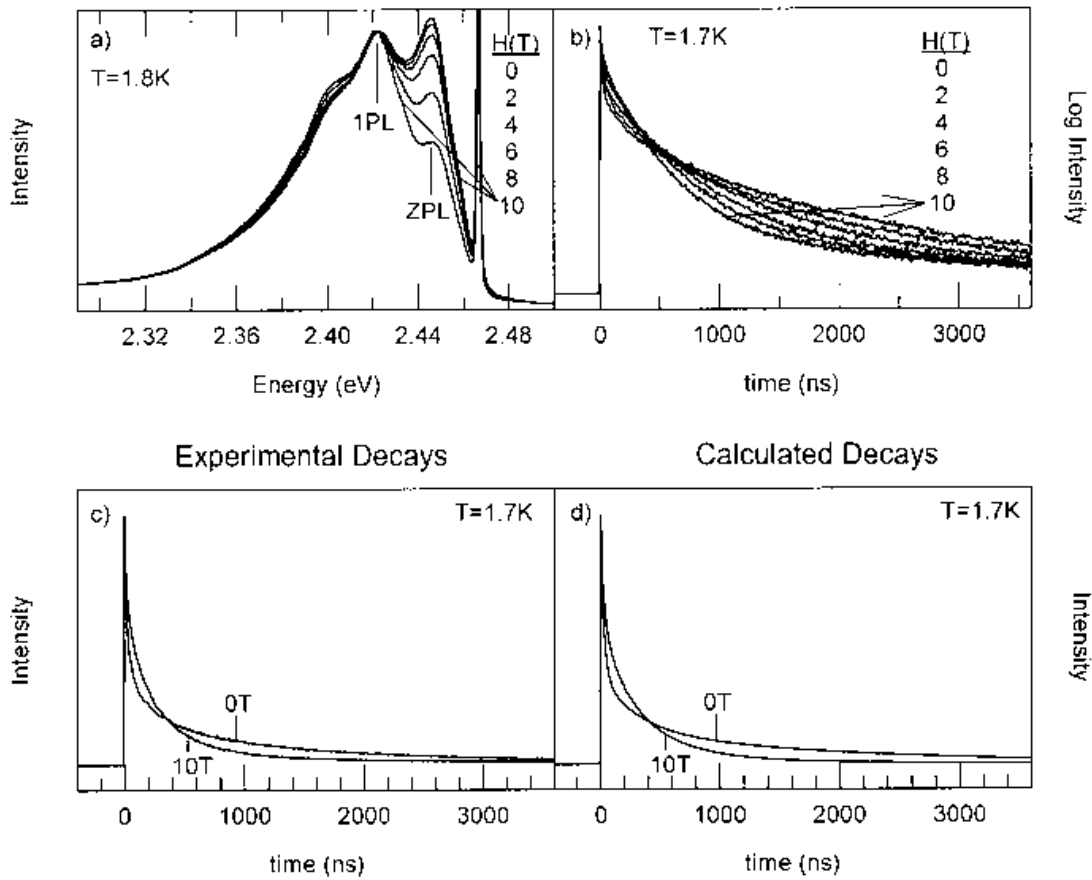 a)
T=1.8K
H(T)
0
2
4
6
8
10
1PL
ZPL
Intensity
2.32 2.36 2.40 2.44 2.48
Energy (eV)
b)
T=1.7K
H(T)
0
2
4
6
8
10
Log Intensity
0 1000 2000 3000
time (ns)
Experimental Decays
c)
T=1.7K
0T
10T
Intensity
0 1000 2000 3000
time (ns)
Calculated Decays
d)
T=1.7K
0T
10T
Intensity
0 1000 2000 3000
time (ns)